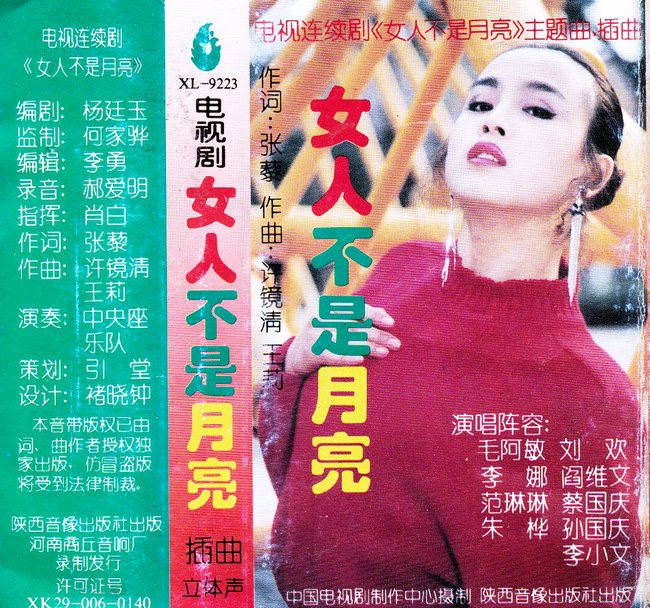 电视连续剧
《女人不是月亮》
编剧: 杨廷玉
监制: 何家骅
编辑: 李勇
录音: 郝爱明
指挥: 肖白
作词: 张藜
作曲: 许镜清
王莉
演奏: 中央座
乐队
策划: 引堂
设计: 褚晓钟
本音带版权已由
词、曲作者授权独
家出版，仿冒盗版
将受到法律制裁。
陕西音像出版社出版
河南商丘音响厂
录制发行
许可证号
XK29-006-0140
XL-9223
电视剧
女人不是月亮
插曲
立体声
电视连续剧《女人不是月亮》主题曲.插曲
作词：张藜 作曲：许镜清 王莉
女人不是月亮
演唱阵容:
毛阿敏 刘欢
李娜 阎维文
范琳琳 蔡国庆
朱桦 孙国庆
李小文
中国电视剧制作中心摄制 陕西音像出版社出版